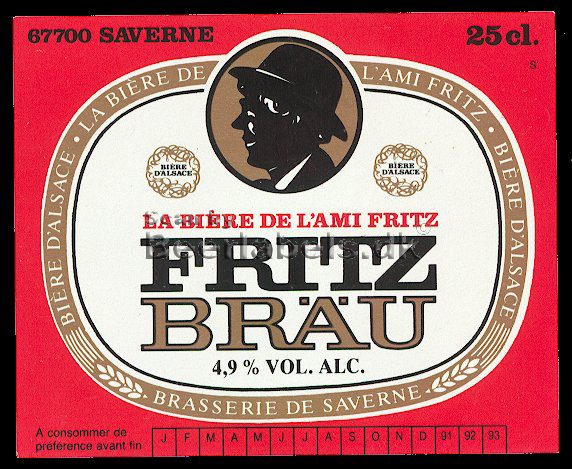 67700 SAVERNE
25 cl.
S
BIÈRE D'ALSACE • LA BIÈRE DE L'AMI FRITZ • BIÈRE D'ALSACE
BIÈRE
D'ALSACE
BIÈRE
D'ALSACE
LA BIÈRE DE L'AMI FRITZ
Beerlabels.dk
FRITZ
BRÄU
4,9 % VOL. ALC.
BRASSERIE DE SAVERNE
A consommer de
préférence avant fin
J F M A M J J A S O N D 91 92 93